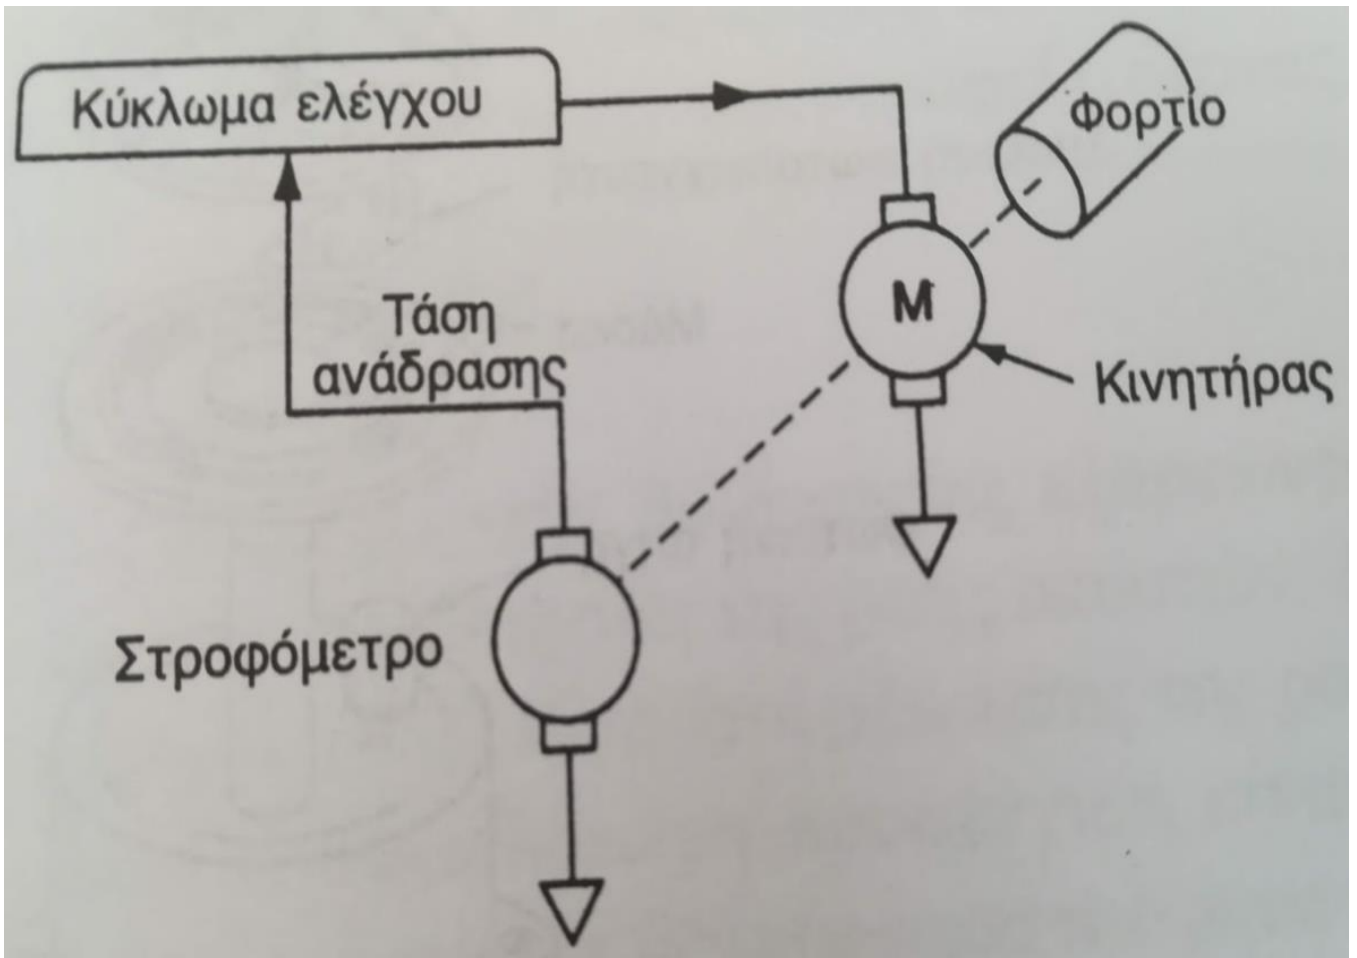 Κύκλωμα ελέγχου
Φορτίο
Τάση
ανάδρασης
M
Κινητήρας
Στροφόμετρο